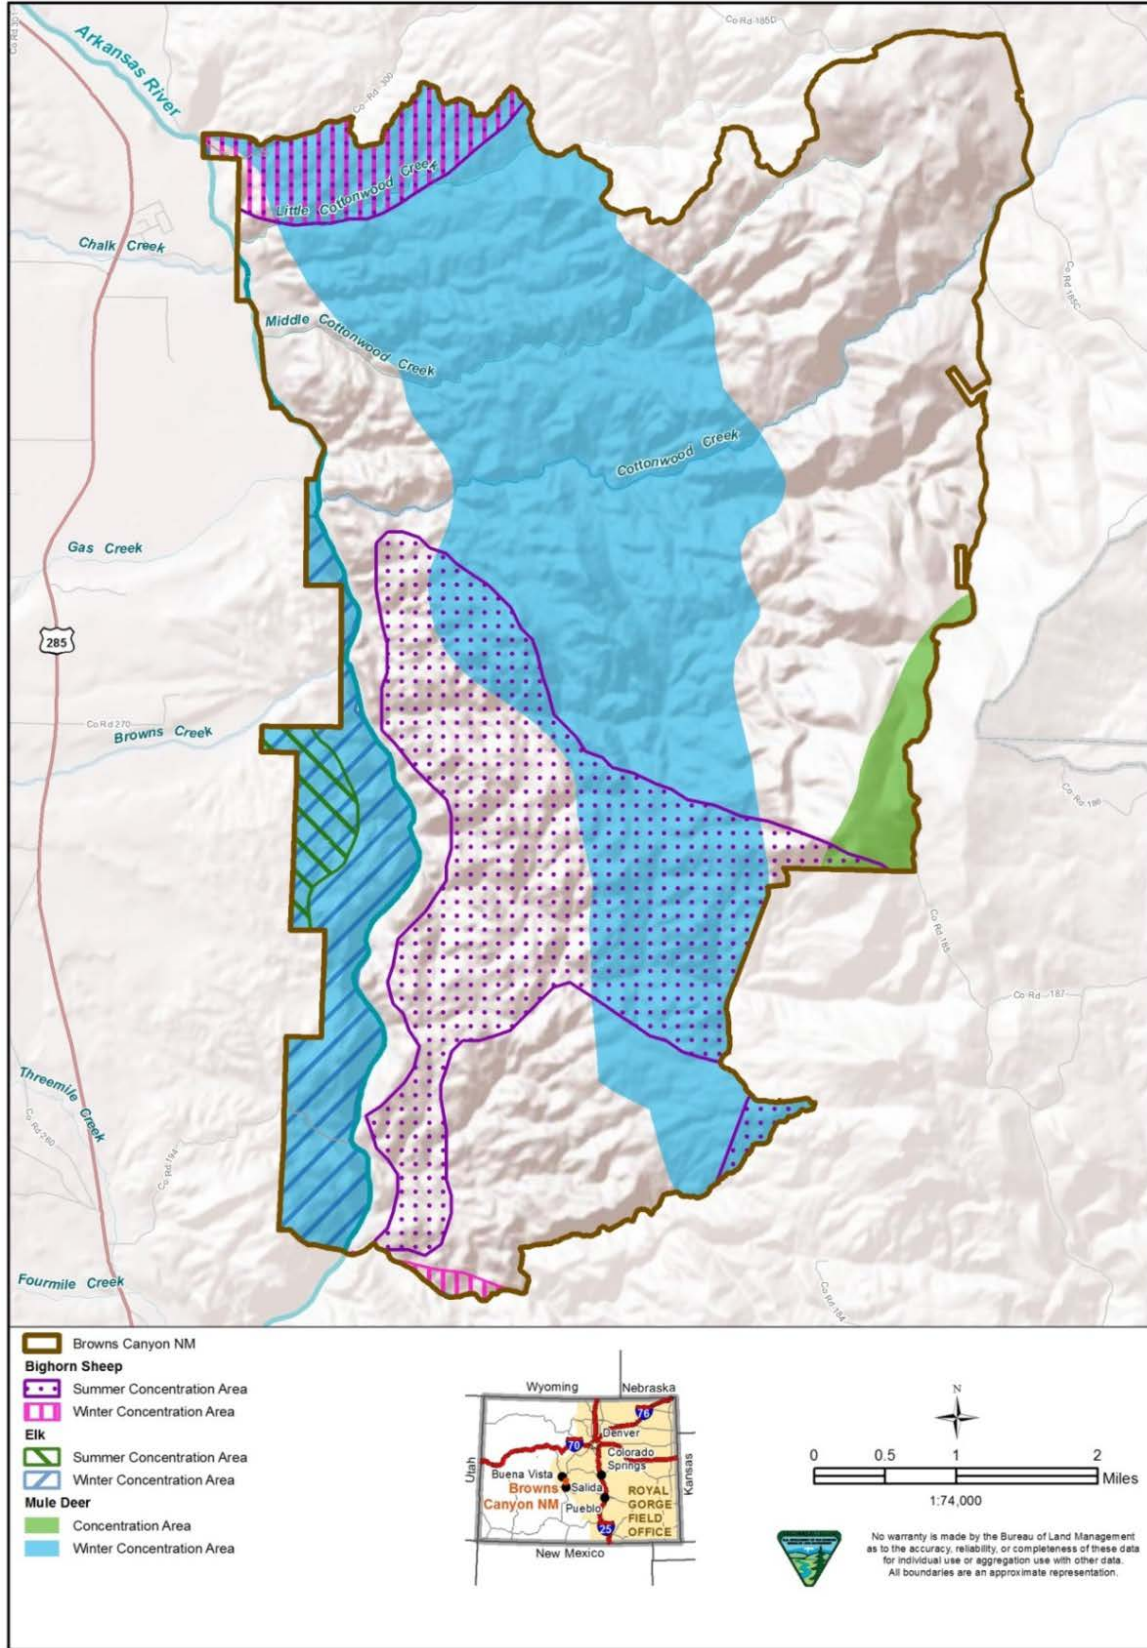 Co Rd 301
Arkansas River
Co Rd 185D
Co Rd 300
Little Cottonwood Creek
Chalk Creek
Co Rd 185C
Middle Cottonwood Creek
Cottonwood Creek
Gas Creek
285
Co Rd 270
Browns Creek
Co Rd 186
Co Rd 185
Co Rd 187
Threemile Creek
Co Rd 260
Co Rd 194
Fourmile Creek
Co Rd 184
Browns Canyon NM
Bighorn Sheep
Summer Concentration Area
Winter Concentration Area
Elk
Summer Concentration Area
Winter Concentration Area
Mule Deer
Concentration Area
Winter Concentration Area
Wyoming
Nebraska
76
Denver
70
Colorado
Springs
Utah
Kansas
Buena Vista
Salida
Browns
Canyon NM
Pueblo
ROYAL
GORGE
FIELD
OFFICE
25
New Mexico
N
0 0.5 1 2
Miles
1:74,000
No warranty is made by the Bureau of Land Management
as to the accuracy, reliability, or completeness of these data
for individual use or aggregation use with other data.
All boundaries are an approximate representation.